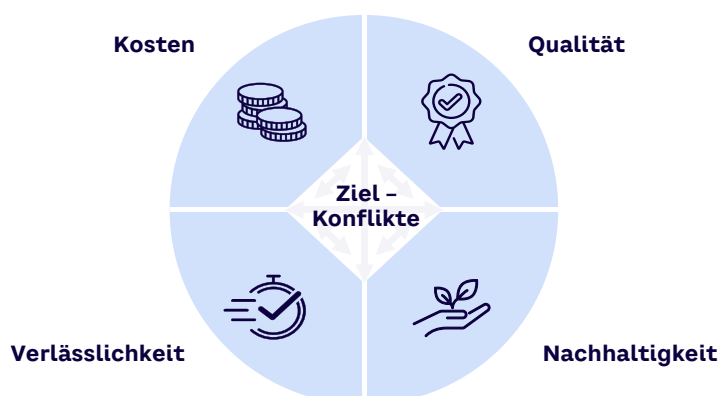 Kosten
Qualität
Ziel –
Konflikte
Verlässlichkeit
Nachhaltigkeit